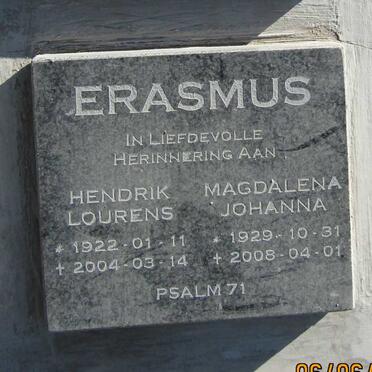 ERASMUS
IN LIEFDEVOLLE
HERINNERING AAN
HENDRIK
LOURENS
* 1922-01-11
+ 2004-03-14
MAGDALENA
JOHANNA
* 1929-10-31
+ 2008-04-01
PSALM 71